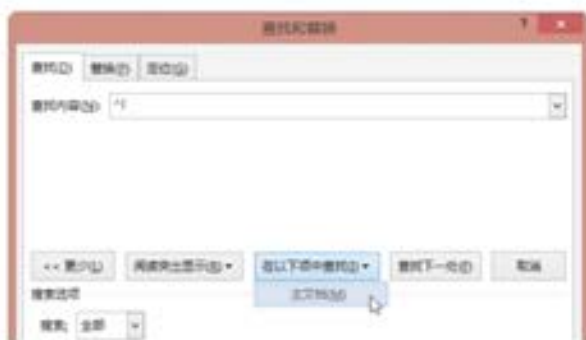 查找和替换 ?
查找(D) 替换(P) 定位(G)
查找内容(N):
<< 更少(L) 阅读突出显示(R) 在以下项中查找(I) 查找下一处(F) 取消
主文档(M)
搜索选项
搜索: 全部